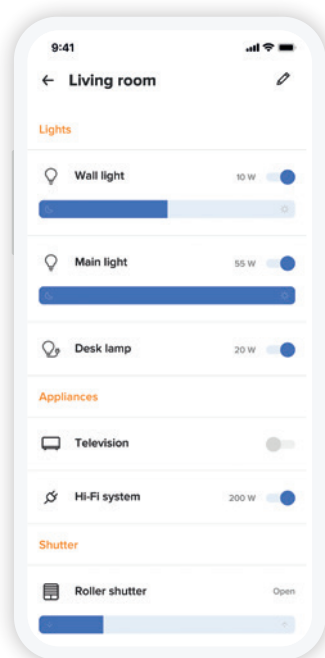 9:41
Living room
Lights
Wall light 10 W
Main light 55 W
Desk lamp 20 W
Appliances
Television
Hi-Fi system 200 W
Shutter
Roller shutter Open